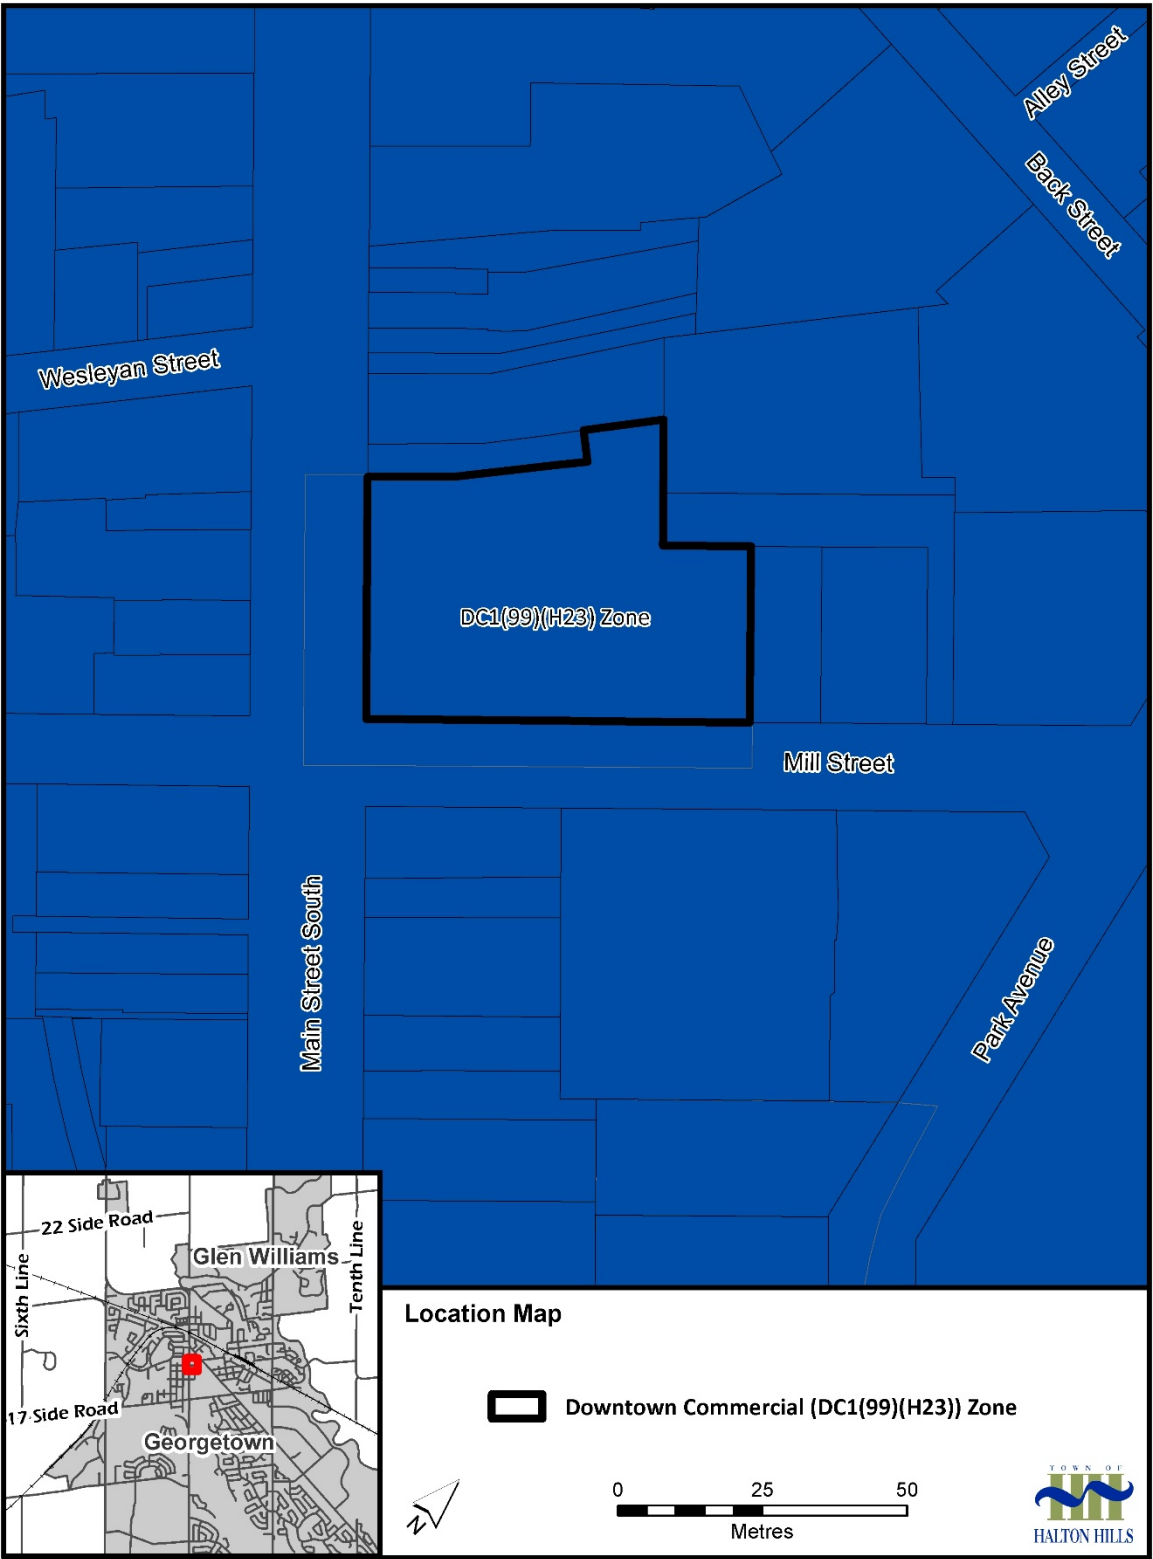 Alley Street
Back Street
Wesleyan Street
DC1(99)(H23) Zone
Mill Street
Main Street South
Park Avenue
22 Side Road
Glen Williams
Sixth Line
Tenth Line
17 Side Road
Georgetown
Location Map
Downtown Commercial (DC1(99)(H23)) Zone
N
0 25 50
Metres
TOWN OF
HALTON HILLS